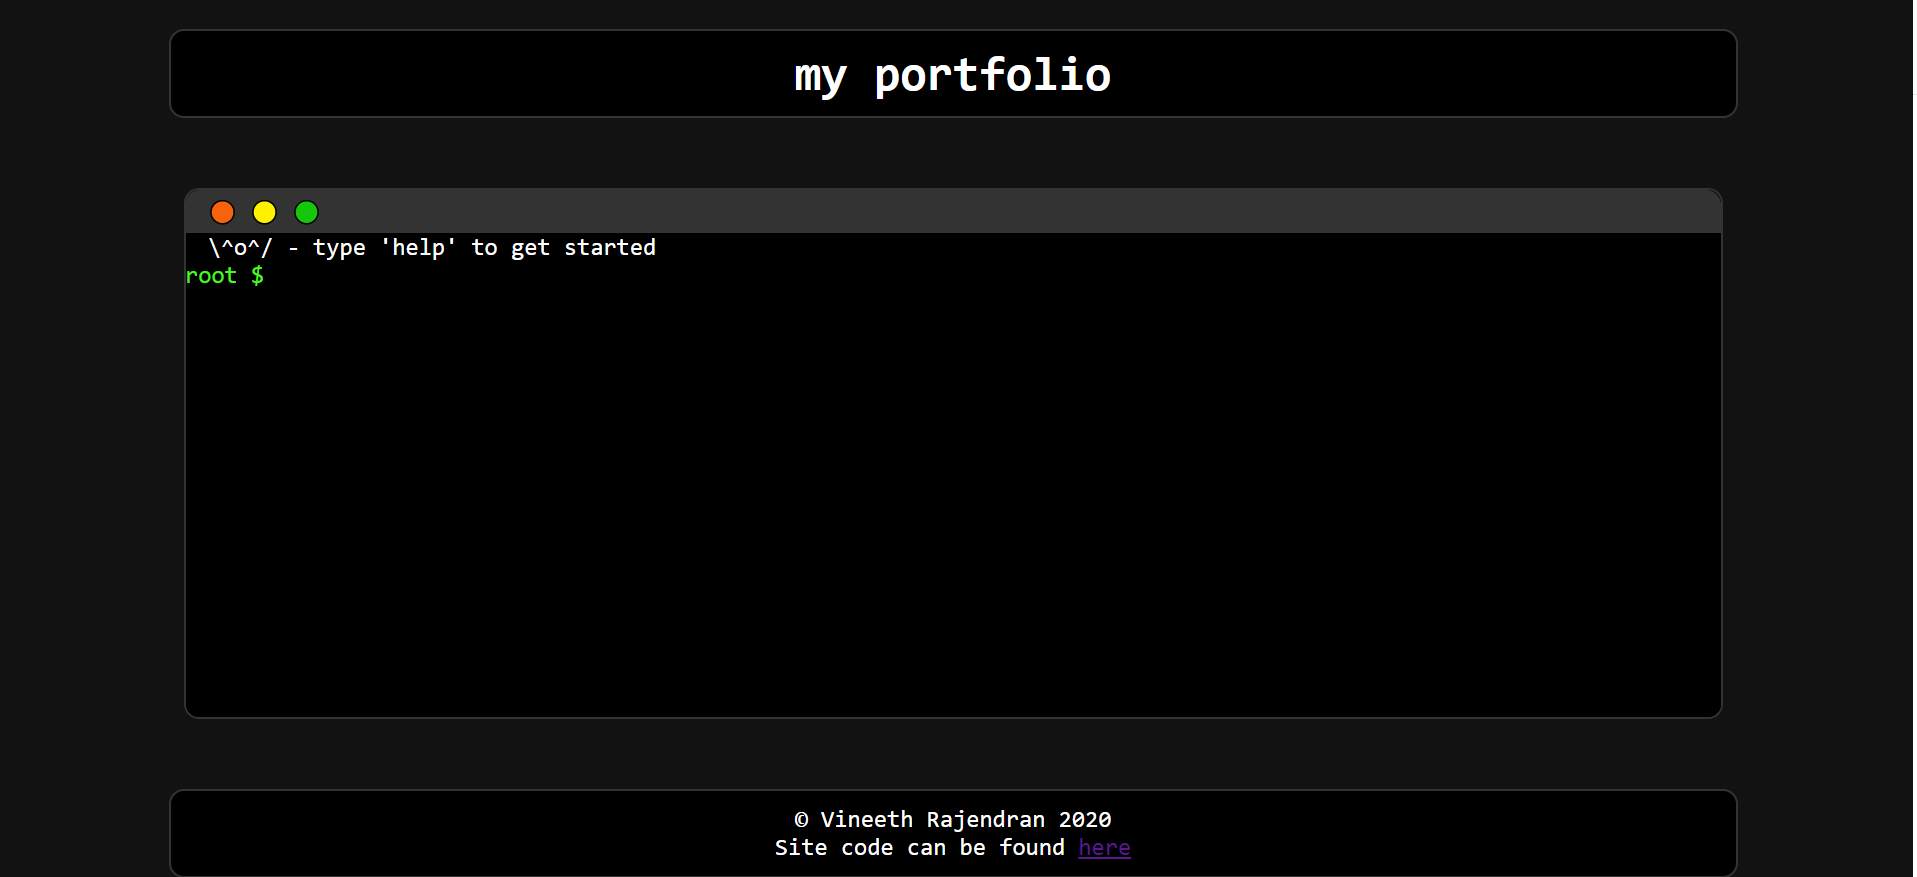 my portfolio
\^o^/ - type 'help' to get started
root $
© Vineeth Rajendran 2020
Site code can be found here